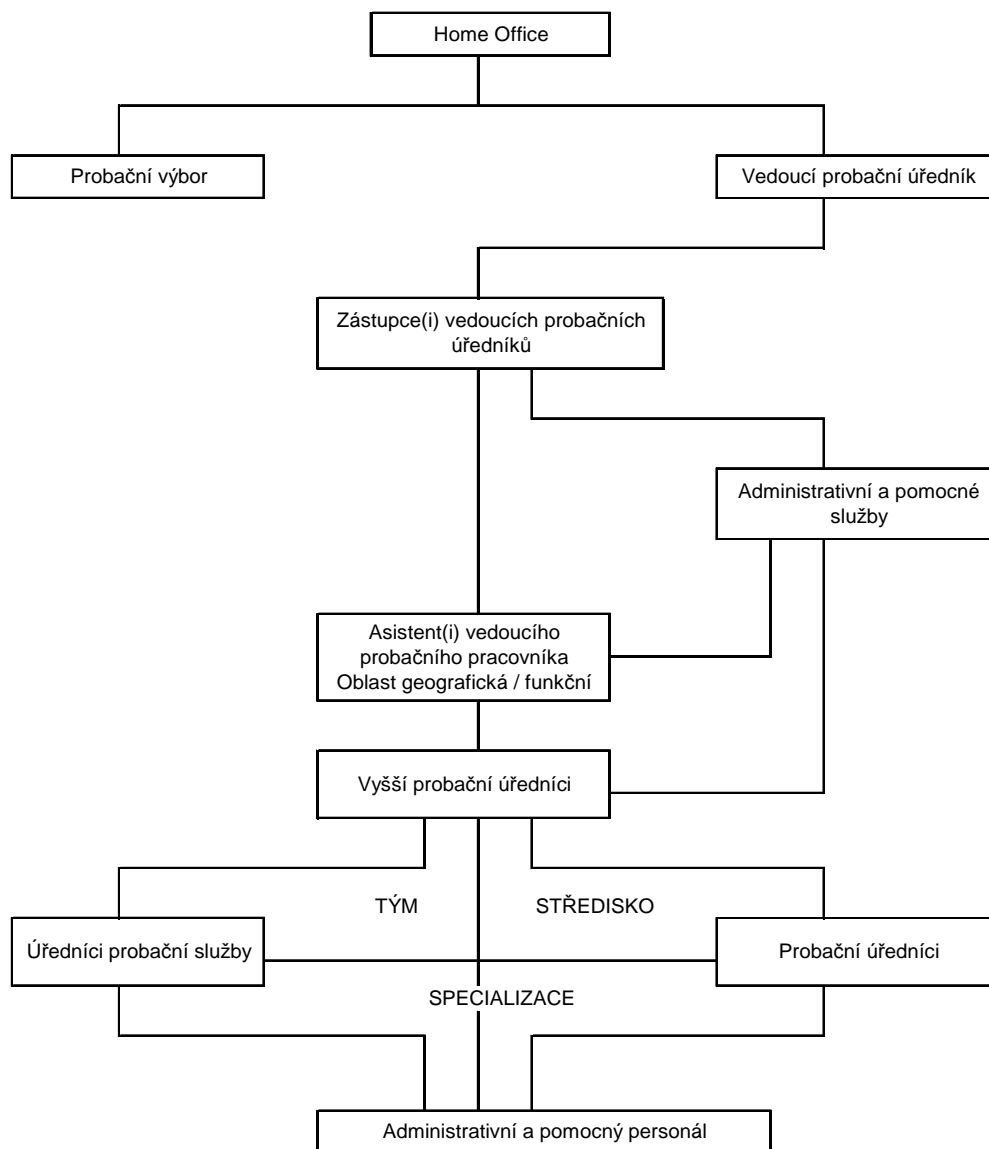 Home Office
Probační výbor
Vedoucí probační úředník
Zástupce(i) vedoucích probačních
úředníků
Administrativní a pomocné
služby
Asistent(i) vedoucího
probačního pracovníka
Oblast geografická / funkční
Vyšší probační úředníci
TÝM
STŘEDISKO
Úředníci probační služby
Probační úředníci
SPECIALIZACE
Administrativní a pomocný personál